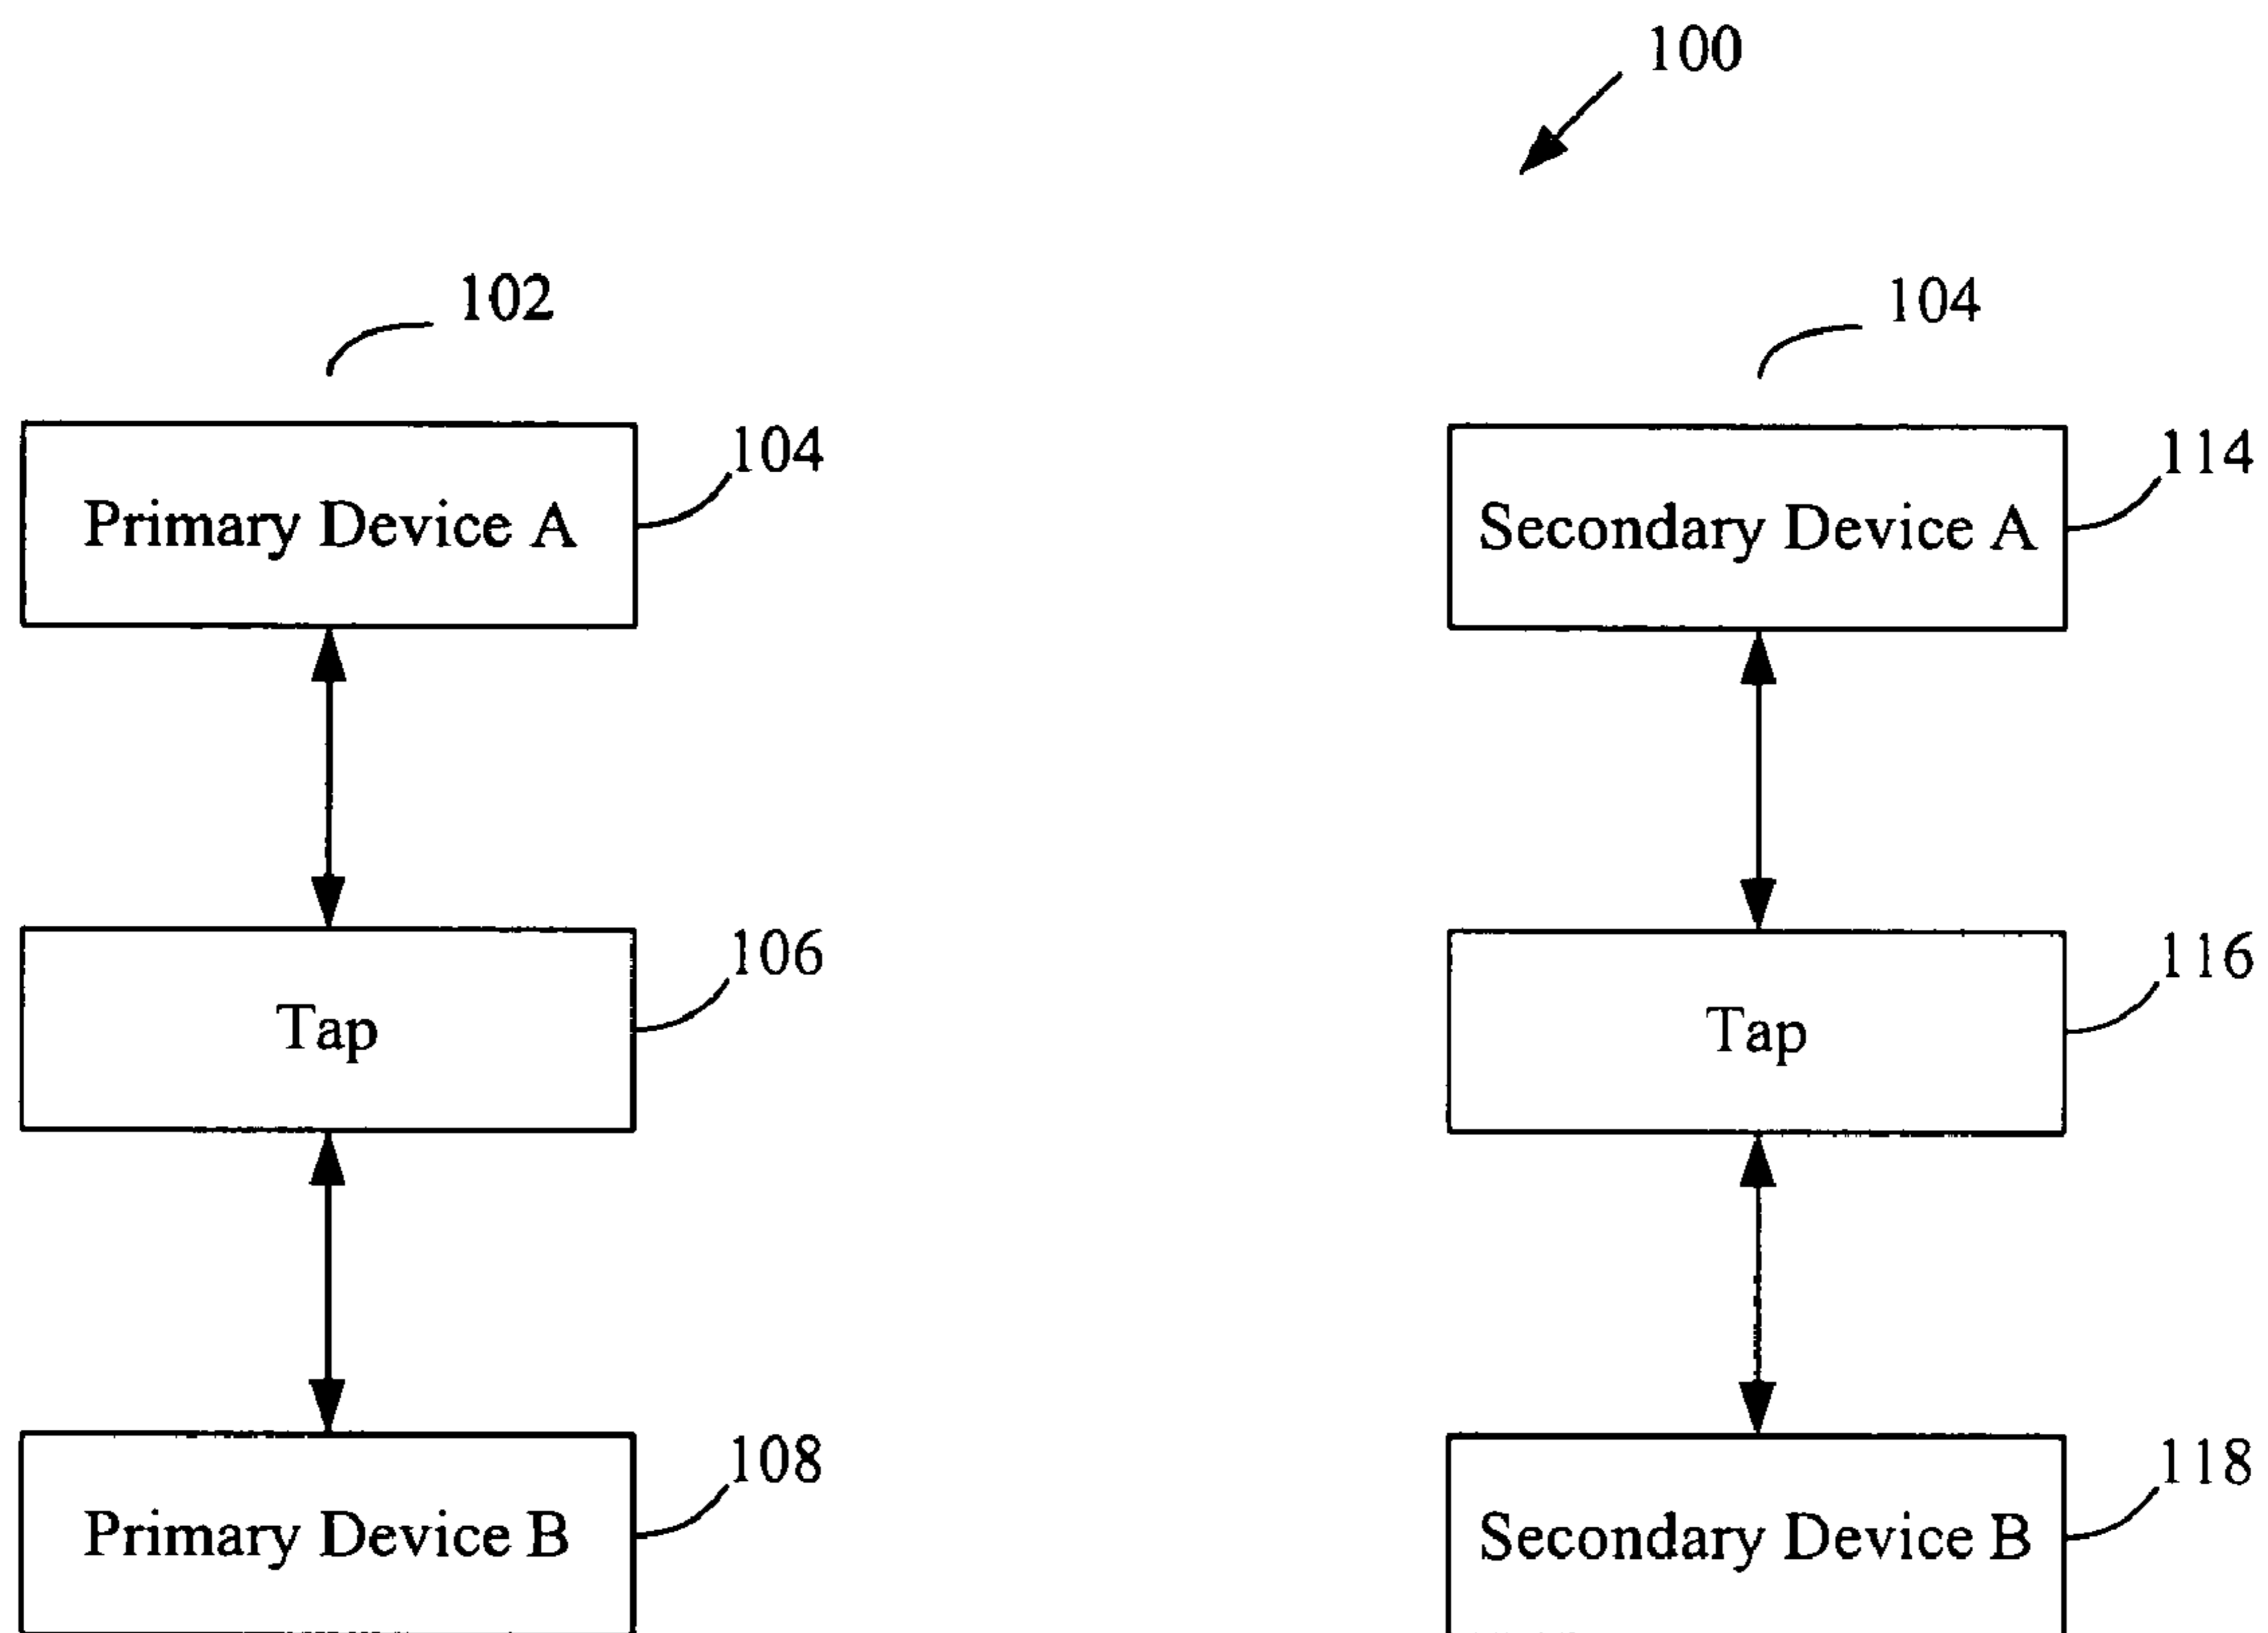 100
102
104
Primary Device A
104
Secondary Device A
114
Tap
106
Tap
116
Primary Device B
108
Secondary Device B
118